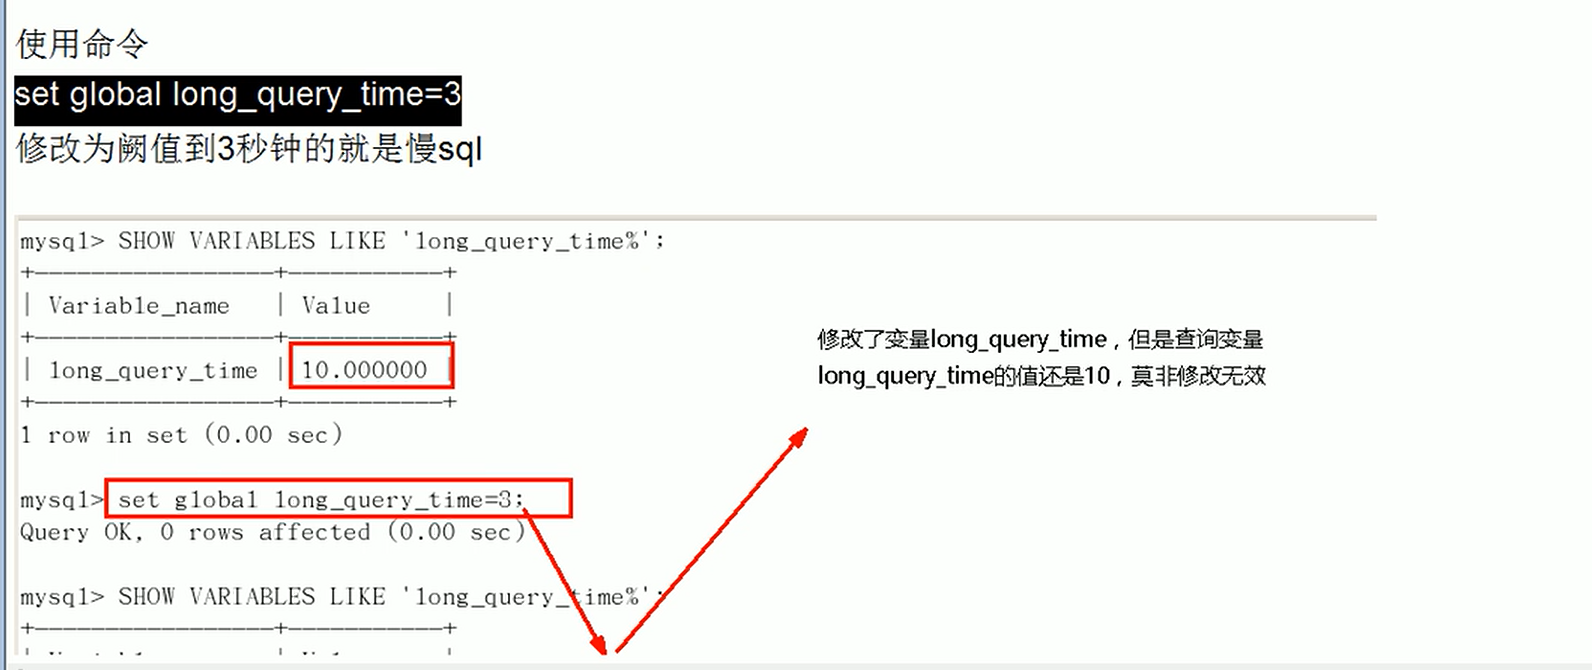 使用命令
set global long_query_time=3
修改为阙值到3秒钟的就是慢sql
mysql> SHOW VARIABLES LIKE 'long_query_time%';
+-----------------+-----------+
| Variable_name | Value |
+-----------------+-----------+
| long_query_time | 10.000000 |
+-----------------+-----------+
1 row in set (0.00 sec)
修改了变量long_query_time，但是查询变量
long_query_time的值还是10，莫非修改无效
mysql> set global long_query_time=3;
Query OK, 0 rows affected (0.00 sec)
mysql> SHOW VARIABLES LIKE 'long_query_time%';
+-----------------+-----------+